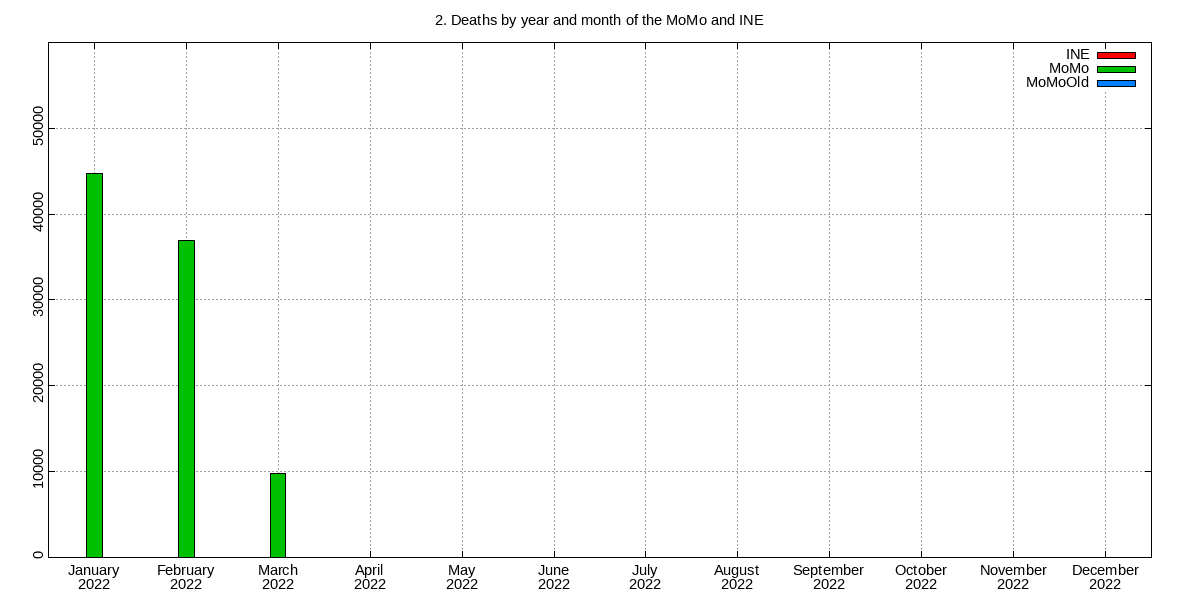 2. Deaths by year and month of the MoMo and INE
INE
MoMo
MoMoOld
50000
40000
30000
20000
10000
0
January February March April May June July August September October November December
2022 2022 2022 2022 2022 2022 2022 2022 2022 2022 2022 2022